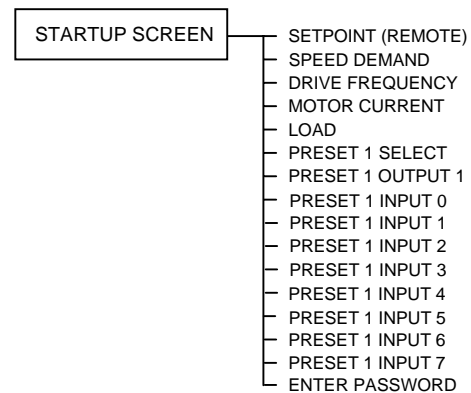 STARTUP SCREEN
SETPOINT (REMOTE)
SPEED DEMAND
DRIVE FREQUENCY
MOTOR CURRENT
LOAD
PRESET 1 SELECT
PRESET 1 OUTPUT 1
PRESET 1 INPUT 0
PRESET 1 INPUT 1
PRESET 1 INPUT 2
PRESET 1 INPUT 3
PRESET 1 INPUT 4
PRESET 1 INPUT 5
PRESET 1 INPUT 6
PRESET 1 INPUT 7
ENTER PASSWORD